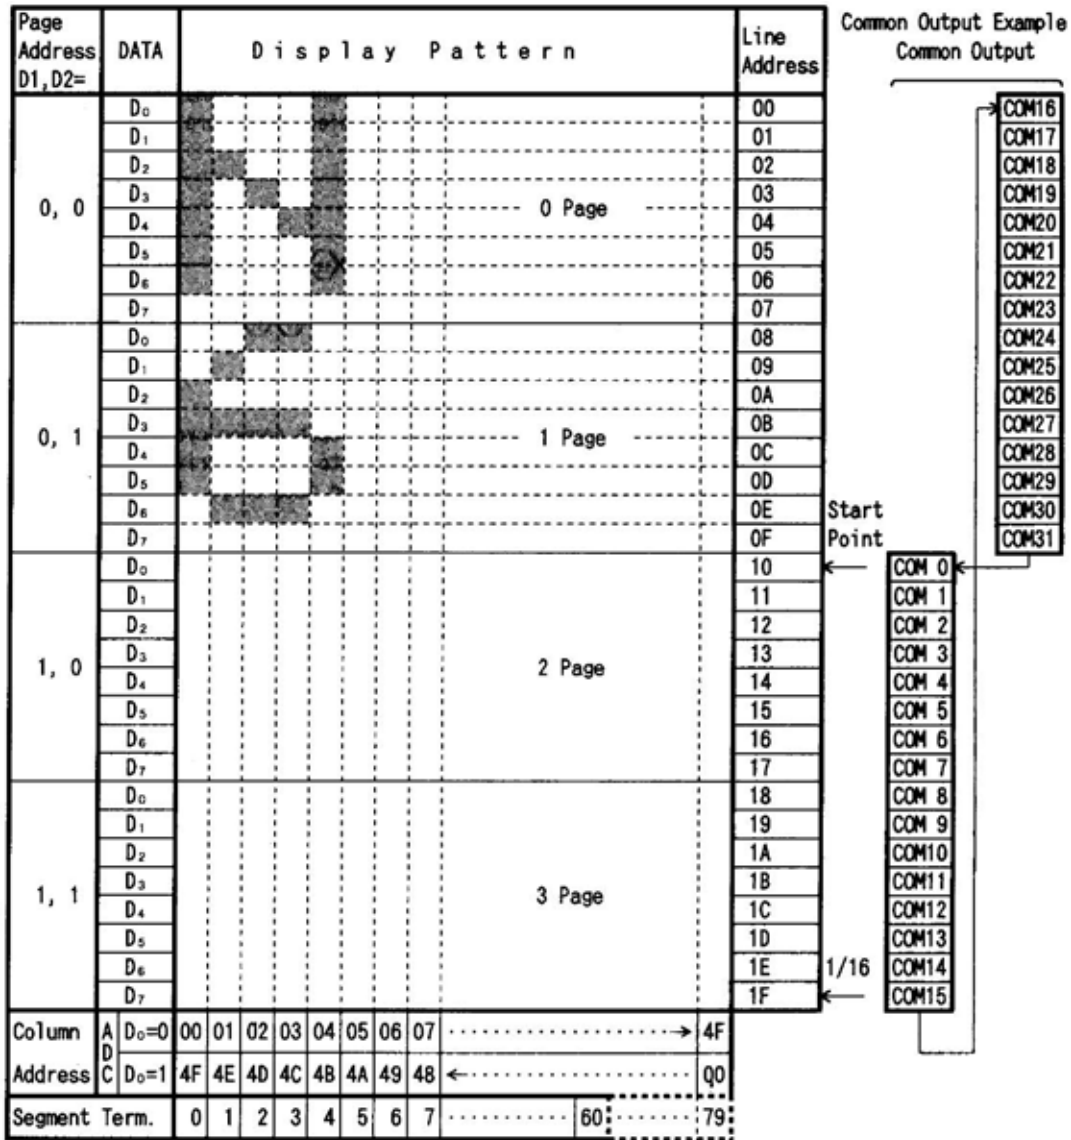 Page Address D1,D2= DATA Display Pattern Line Address Common Output Example
Common Output
0, 0 D₀ 00 COM16
D₁ 01 COM17
D₂ 02 COM18
D₃ 03 COM19
0 Page
D₄ 04 COM20
D₅ 05 COM21
D₆ 06 COM22
D₇ 07 COM23
0, 1 D₀ 08 COM24
D₁ 09 COM25
D₂ 0A COM26
D₃ 0B COM27
1 Page
D₄ 0C COM28
D₅ 0D COM29
D₆ 0E Start COM30
D₇ 0F Point COM31
1, 0 D₀ 10 COM 0
D₁ 11 COM 1
D₂ 12 COM 2
D₃ 13 COM 3
2 Page
D₄ 14 COM 4
D₅ 15 COM 5
D₆ 16 COM 6
D₇ 17 COM 7
1, 1 D₀ 18 COM 8
D₁ 19 COM 9
D₂ 1A COM10
D₃ 1B COM11
3 Page
D₄ 1C COM12
D₅ 1D COM13
D₆ 1E 1/16 COM14
D₇ 1F COM15
Column Address ADC D₀=0 00 01 02 03 04 05 06 07 4F
D₀=1 4F 4E 4D 4C 4B 4A 49 48 00
Segment Term. 0 1 2 3 4 5 6 7 60 79